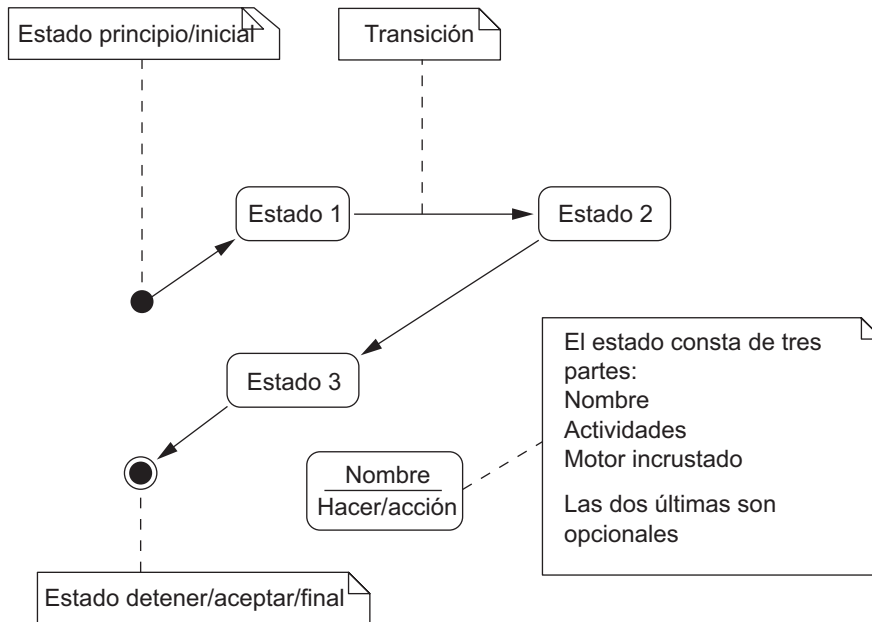 Estado principio/inicial
Transición
Estado 1
Estado 2
Estado 3
El estado consta de tres
partes:
Nombre
Actividades
Motor incrustado
Las dos últimas son
opcionales
Nombre
Hacer/acción
Estado detener/aceptar/final